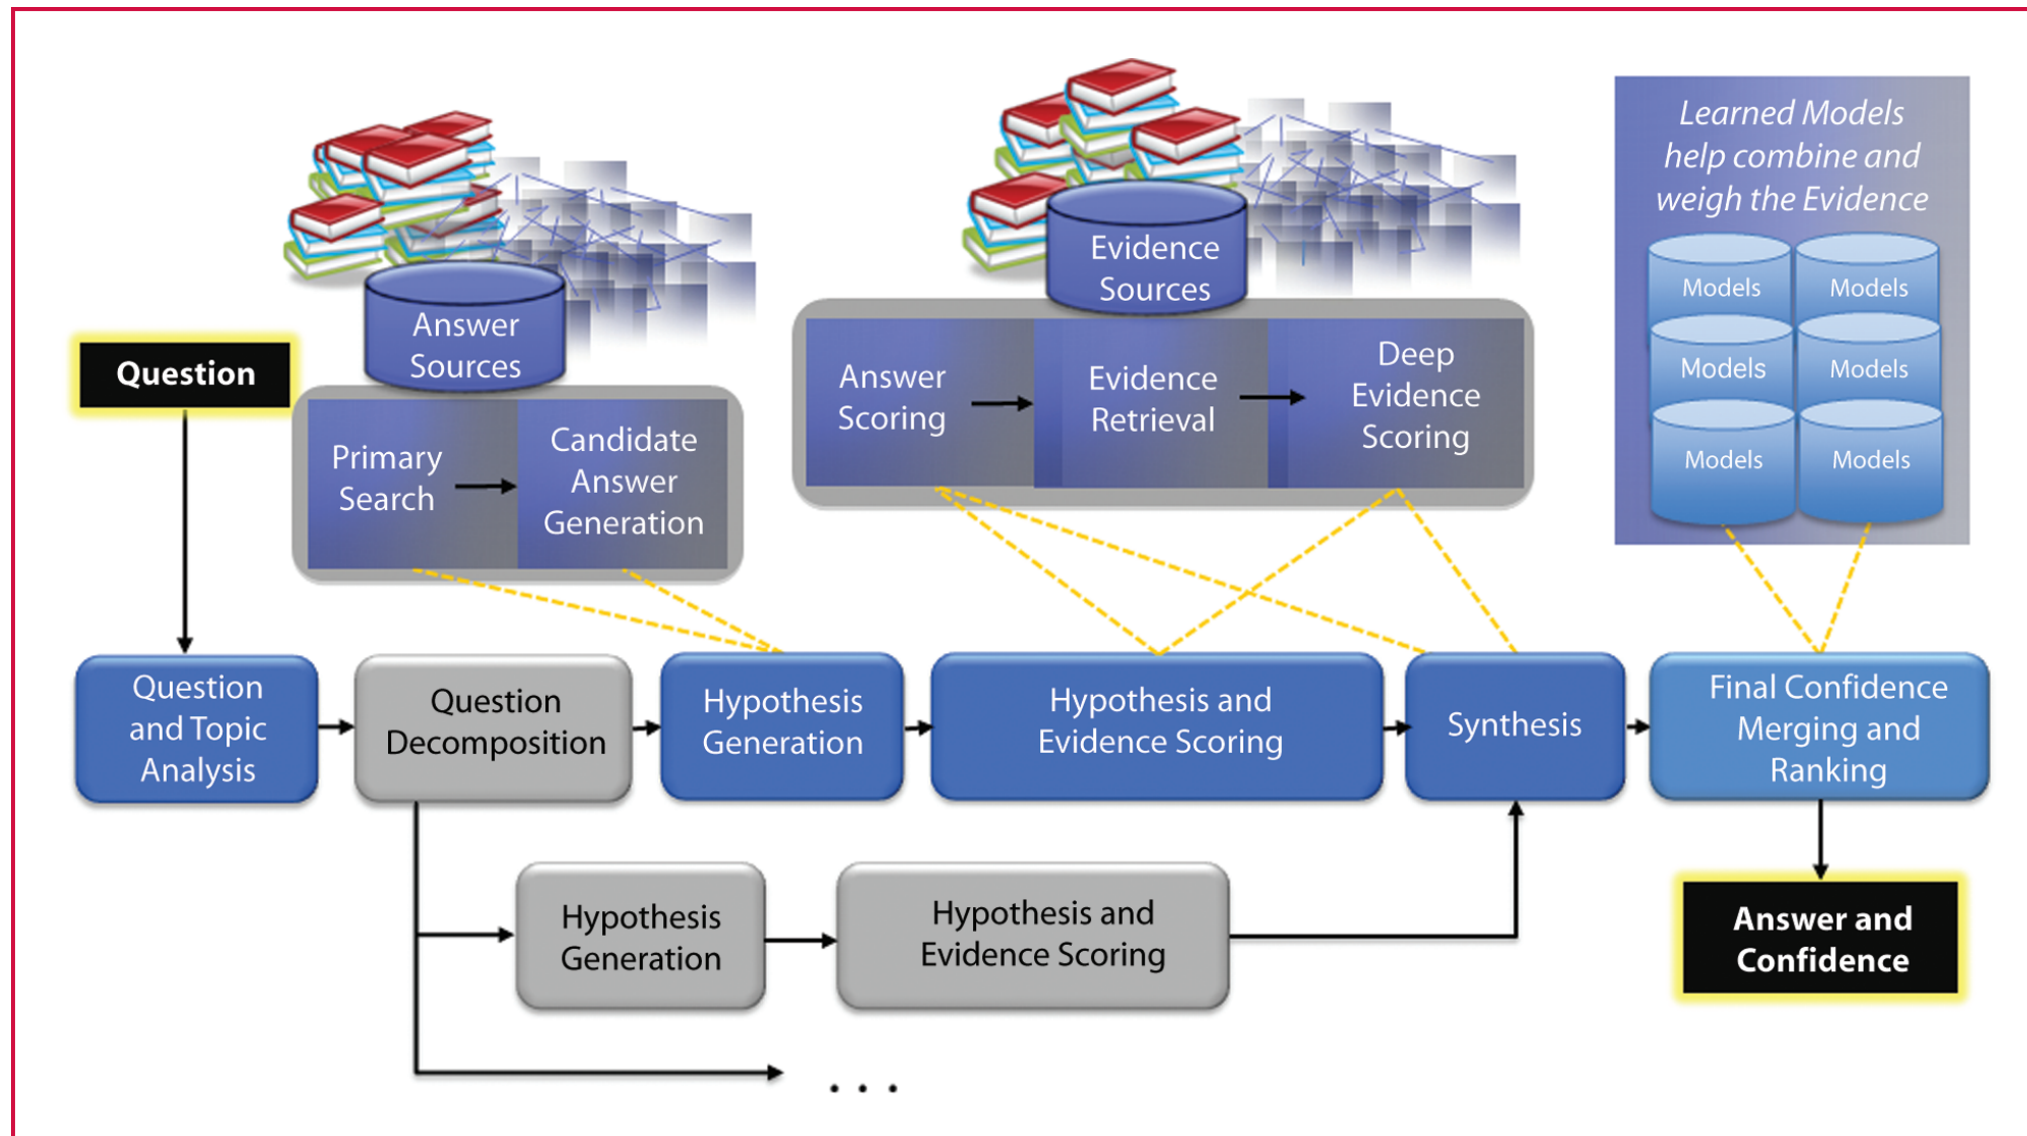 Learned Models
help combine and
weigh the Evidence
Models
Models
Models
Models
Models
Models
Evidence
Sources
Answer
Sources
Question
Primary
Search
Candidate
Answer
Generation
Answer
Scoring
Evidence
Retrieval
Deep
Evidence
Scoring
Question
and Topic
Analysis
Question
Decomposition
Hypothesis
Generation
Hypothesis and
Evidence Scoring
Synthesis
Final Confidence
Merging and
Ranking
Hypothesis
Generation
Hypothesis and
Evidence Scoring
Answer and
Confidence
. . .